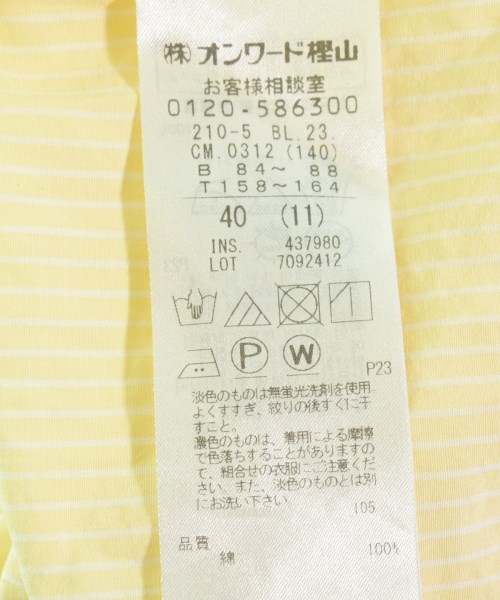 (株)オンワード樫山
お客様相談室
0120-586300
210-5 BL.23.
CM.0312 (140)
B 84～ 88
T 158～164
40 (11)
INS. 437980
LOT 7092412
P W
P23
淡色のものは無蛍光洗剤を使用
よくすすぎ、絞りの後すぐに干
すこと。
濃色のものは、着用による摩擦
で色落ちすることがありますの
で、組合せの衣服にご注意くだ
さい。また、淡色のものとは別
にお洗い下さい。
105
品質
綿 100%